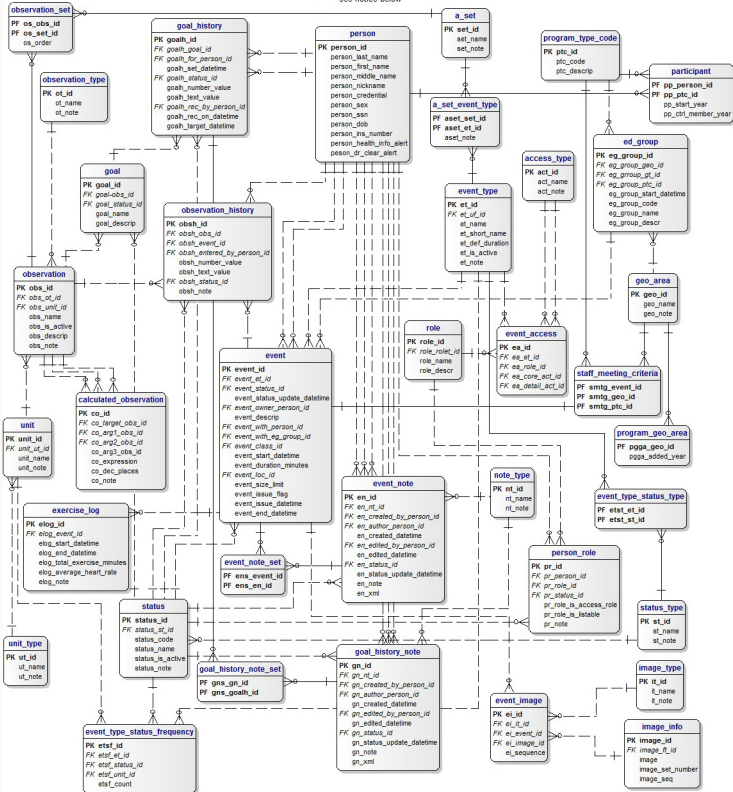 see notice below
observation_set
PF os_obs_id
PF os_set_id
os_order
goal_history
PK goalh_id
FK goalh_goal_id
FK goalh_for_person_id
goalh_set_datetime
FK goalh_status_id
goalh_number_value
goalh_text_value
FK goalh_rec_by_person_id
goalh_rec_on_datetime
goalh_target_datetime
person
PK person_id
person_last_name
person_first_name
person_middle_name
person_nickname
person_credential
person_sex
person_ssn
person_dob
person_ins_number
person_health_info_alert
peson_dr_clear_alert
a_set
PK set_id
set_name
set_note
program_type_code
PK ptc_id
ptc_code
ptc_descrip
participant
PF pp_person_id
PF pp_ptc_id
pp_start_year
pp_ctrl_member_year
observation_type
PK ot_id
ot_name
ot_note
a_set_event_type
PF aset_set_id
PF aset_et_id
aset_note
ed_group
PK eg_group_id
FK eg_group_geo_id
FK eg_group_gt_id
FK eg_group_ptc_id
eg_group_start_datetime
eg_group_code
eg_group_name
eg_group_descr
access_type
PK act_id
act_name
act_note
goal
PK goal_id
FK goal-obs_id
FK goal_status_id
goal_name
goal_descrip
event_type
PK et_id
FK et_uf_id
et_name
et_short_name
et_def_duration
et_is_active
et_note
observation_history
PK obsh_id
FK obsh_obs_id
FK obsh_event_id
FK obsh_entered_by_person_id
obsh_number_value
obsh_text_value
FK obsh_status_id
obsh_note
observation
PK obs_id
FK obs_ot_id
FK obs_unit_id
obs_name
obs_is_active
obs_descrip
obs_note
geo_area
PK geo_id
geo_name
geo_note
role
PK role_id
FK role_rolet_id
role_name
role_descr
event_access
PK ea_id
FK ea_et_id
FK ea_role_id
FK ea_core_act_id
FK ea_detail_act_id
event
PK event_id
FK event_et_id
FK event_status_id
event_status_update_datetime
FK event_owner_person_id
event_descrip
FK event_with_person_id
FK event_with_eg_group_id
FK event_class_id
event_start_datetime
event_duration_minutes
FK event_loc_id
event_size_limit
event_issue_flag
event_issue_datetime
event_end_datetime
staff_meeting_criteria
PF smtg_event_id
PF smtg_geo_id
PF smtg_ptc_id
calculated_observation
PK co_id
FK co_target_obs_id
FK co_arg1_obs_id
FK co_arg2_obs_id
co_arg3_obs_id
co_expression
co_dec_places
co_note
unit
PK unit_id
FK unit_ut_id
unit_name
unit_note
program_geo_area
PF pgga_geo_id
pgga_added_year
event_note
PK en_id
FK en_nt_id
FK en_created_by_person_id
FK en_author_person_id
en_created_datetime
FK en_edited_by_person_id
en_edited_datetime
FK en_status_id
en_status_update_datetime
en_note
en_xml
note_type
PK nt_id
nt_name
nt_note
event_type_status_type
PF etst_et_id
PF etst_st_id
exercise_log
PK elog_id
FK elog_event_id
elog_start_datetime
elog_end_datetime
elog_total_exercise_minutes
elog_average_heart_rate
elog_note
person_role
PK pr_id
FK pr_person_id
FK pr_role_id
FK pr_status_id
pr_role_is_access_role
pr_role_is_listable
pr_note
event_note_set
PF ens_event_id
PF ens_en_id
status
PK status_id
FK status_st_id
status_code
status_name
status_is_active
status_note
status_type
PK st_id
st_name
st_note
unit_type
PK ut_id
ut_name
ut_note
goal_history_note_set
PF gns_gn_id
PF gns_goalh_id
goal_history_note
PK gn_id
FK gn_nt_id
FK gn_created_by_person_id
FK gn_author_person_id
gn_created_datetime
FK gn_edited_by_person_id
gn_edited_datetime
FK gn_status_id
gn_status_update_datetime
gn_note
gn_xml
image_type
PK it_id
it_name
it_note
event_image
PK ei_id
FK ei_it_id
FK ei_event_id
FK ei_image_id
ei_sequence
image_info
PK image_id
FK image_ft_id
image
image_set_number
image_seq
event_type_status_frequency
PK etsf_id
FK etsf_et_id
FK etsf_status_id
FK etsf_unit_id
etsf_count